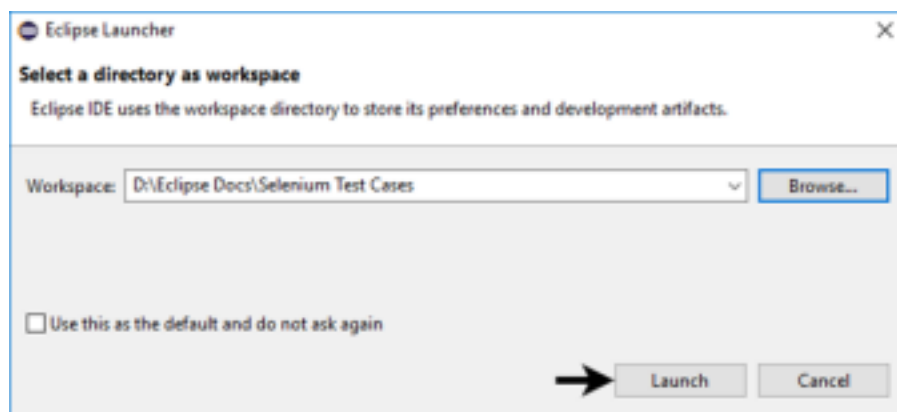 Eclipse Launcher
Select a directory as workspace
Eclipse IDE uses the workspace directory to store its preferences and development artifacts.
Workspace: D:\Eclipse Docs\Selenium Test Cases Browse...
Use this as the default and do not ask again
Launch Cancel